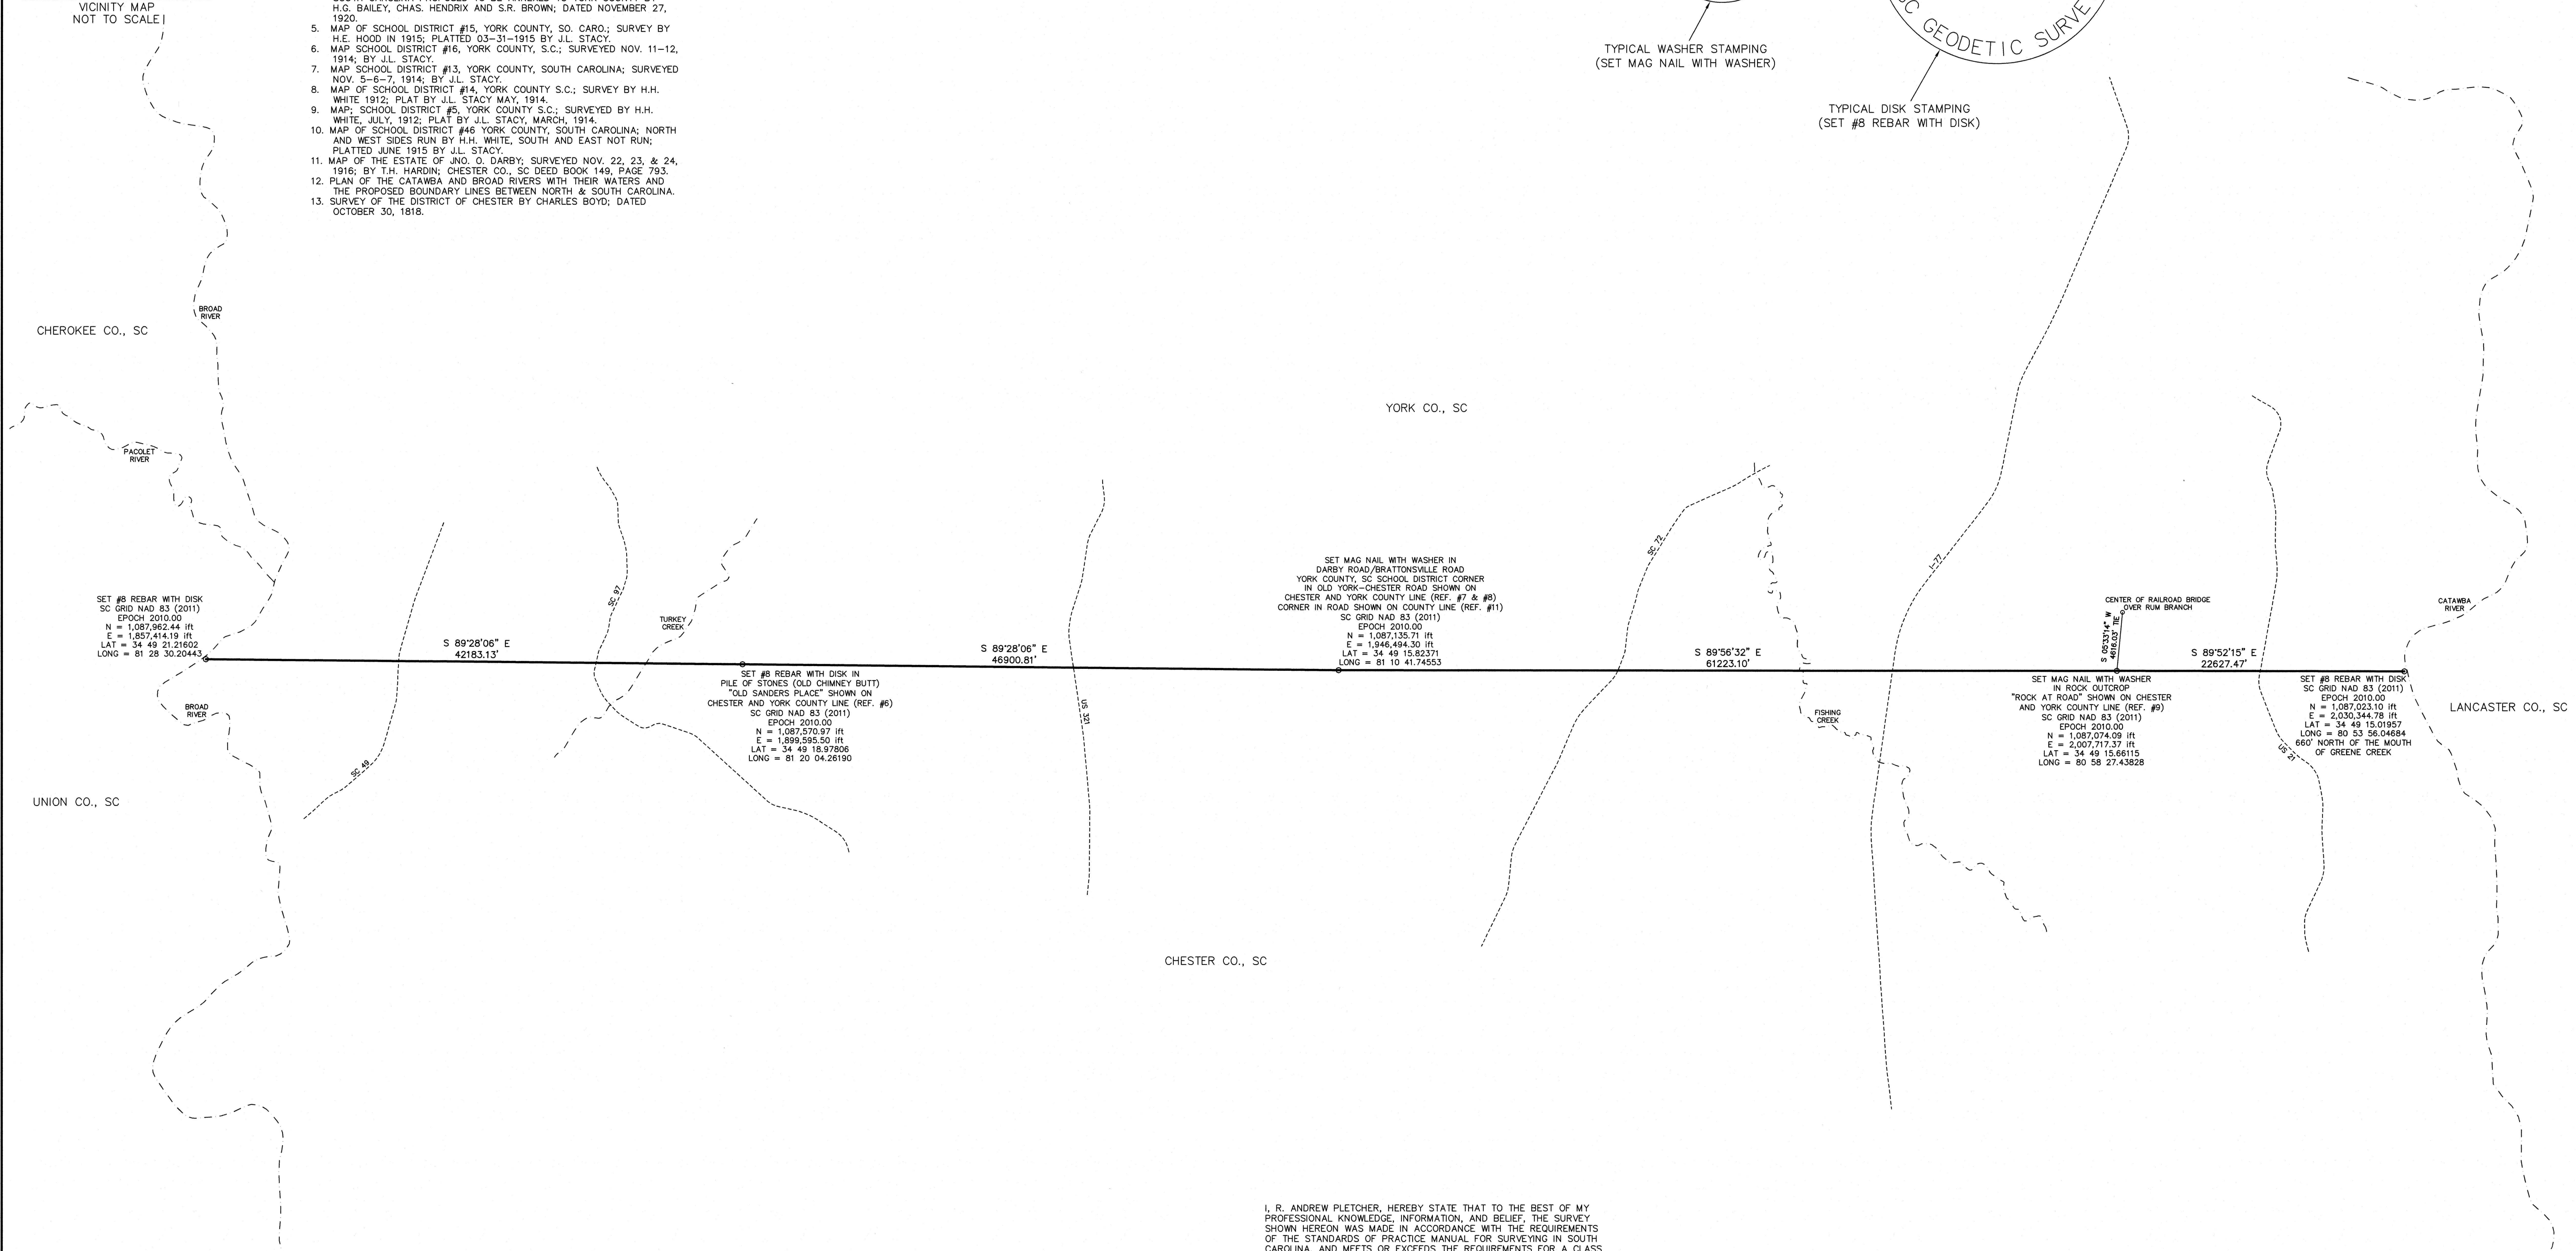 VICINITY MAP
NOT TO SCALE
H.G. BAILEY, CHAS. HENDRIX AND S.R. BROWN; DATED NOVEMBER 27,
1920.
5. MAP OF SCHOOL DISTRICT #15, YORK COUNTY, SO. CARO.; SURVEY BY
H.E. HOOD IN 1915; PLATTED 03-31-1915 BY J.L. STACY.
6. MAP SCHOOL DISTRICT #16, YORK COUNTY, S.C.; SURVEYED NOV. 11-12,
1914; BY J.L. STACY.
7. MAP SCHOOL DISTRICT #13, YORK COUNTY, SOUTH CAROLINA; SURVEYED
NOV. 5-6-7, 1914; BY J.L. STACY.
8. MAP OF SCHOOL DISTRICT #14, YORK COUNTY S.C.; SURVEY BY H.H.
WHITE 1912; PLAT BY J.L. STACY MAY, 1914.
9. MAP; SCHOOL DISTRICT #5, YORK COUNTY S.C.; SURVEYED BY H.H.
WHITE, JULY, 1912; PLAT BY J.L. STACY, MARCH, 1914.
10. MAP OF SCHOOL DISTRICT #46 YORK COUNTY, SOUTH CAROLINA; NORTH
AND WEST SIDES RUN BY H.H. WHITE, SOUTH AND EAST NOT RUN;
PLATTED JUNE 1915 BY J.L. STACY.
11. MAP OF THE ESTATE OF JNO. O. DARBY; SURVEYED NOV. 22, 23, & 24,
1916; BY T.H. HARDIN; CHESTER CO., SC DEED BOOK 149, PAGE 793.
12. PLAN OF THE CATAWBA AND BROAD RIVERS WITH THEIR WATERS AND
THE PROPOSED BOUNDARY LINES BETWEEN NORTH & SOUTH CAROLINA.
13. SURVEY OF THE DISTRICT OF CHESTER BY CHARLES BOYD; DATED
OCTOBER 30, 1818.
TYPICAL WASHER STAMPING
(SET MAG NAIL WITH WASHER)
SC GEODETIC SURVE
TYPICAL DISK STAMPING
(SET #8 REBAR WITH DISK)
BROAD
RIVER
CHEROKEE CO., SC
YORK CO., SC
PACOLET
RIVER
SET #8 REBAR WITH DISK
SC GRID NAD 83 (2011)
EPOCH 2010.00
N = 1,087,962.44 ift
E = 1,857,414.19 ift
LAT = 34 49 21.21602
LONG = 81 28 30.20443
S 89°28'06" E
42183.13'
SC 97
TURKEY
CREEK
SET #8 REBAR WITH DISK IN
PILE OF STONES (OLD CHIMNEY BUTT)
"OLD SANDERS PLACE" SHOWN ON
CHESTER AND YORK COUNTY LINE (REF. #6)
SC GRID NAD 83 (2011)
EPOCH 2010.00
N = 1,087,570.97 ift
E = 1,899,595.50 ift
LAT = 34 49 18.97806
LONG = 81 20 04.26190
S 89°28'06" E
46900.81'
US 321
SET MAG NAIL WITH WASHER IN
DARBY ROAD/BRATTONSVILLE ROAD
YORK COUNTY, SC SCHOOL DISTRICT CORNER
IN OLD YORK-CHESTER ROAD SHOWN ON
CHESTER AND YORK COUNTY LINE (REF. #7 & #8)
CORNER IN ROAD SHOWN ON COUNTY LINE (REF. #11)
SC GRID NAD 83 (2011)
EPOCH 2010.00
N = 1,087,135.71 ift
E = 1,946,494.30 ift
LAT = 34 49 15.82371
LONG = 81 10 41.74553
SC 72
S 89°56'32" E
61223.10'
I-77
FISHING
CREEK
CENTER OF RAILROAD BRIDGE
OVER RUM BRANCH
S 05°33'14" W
4616.03' TIE
SET MAG NAIL WITH WASHER
IN ROCK OUTCROP
"ROCK AT ROAD" SHOWN ON CHESTER
AND YORK COUNTY LINE (REF. #9)
SC GRID NAD 83 (2011)
EPOCH 2010.00
N = 1,087,074.09 ift
E = 2,007,717.37 ift
LAT = 34 49 15.66115
LONG = 80 58 27.43828
S 89°52'15" E
22627.47'
US 21
CATAWBA
RIVER
SET #8 REBAR WITH DISK
SC GRID NAD 83 (2011)
EPOCH 2010.00
N = 1,087,023.10 ift
E = 2,030,344.78 ift
LAT = 34 49 15.01957
LONG = 80 53 56.04684
660' NORTH OF THE MOUTH
OF GREENE CREEK
LANCASTER CO., SC
BROAD
RIVER
SC 49
UNION CO., SC
CHESTER CO., SC
I, R. ANDREW PLETCHER, HEREBY STATE THAT TO THE BEST OF MY
PROFESSIONAL KNOWLEDGE, INFORMATION, AND BELIEF, THE SURVEY
SHOWN HEREON WAS MADE IN ACCORDANCE WITH THE REQUIREMENTS
OF THE STANDARDS OF PRACTICE MANUAL FOR SURVEYING IN SOUTH
CAROLINA, AND MEETS OR EXCEEDS THE REQUIREMENTS FOR A CLASS